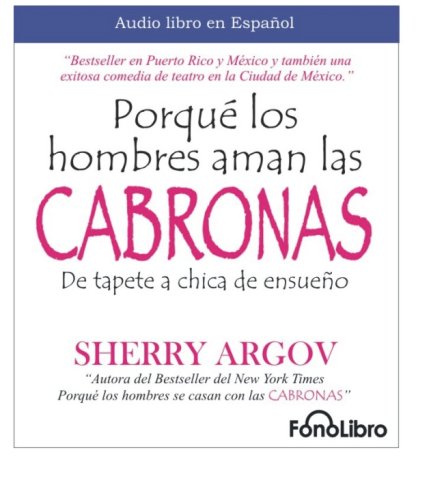 Audio libro en Español
“Bestseller en Puerto Rico y México y también una
exitosa comedia de teatro en la Ciudad de México.”
Porqué los
hombres aman las
CABRONAS
De tapete a chica de ensueño
SHERRY ARGOV
“Autora del Bestseller del New York Times
Porqué los hombres se casan con las CABRONAS”
FonoLibro